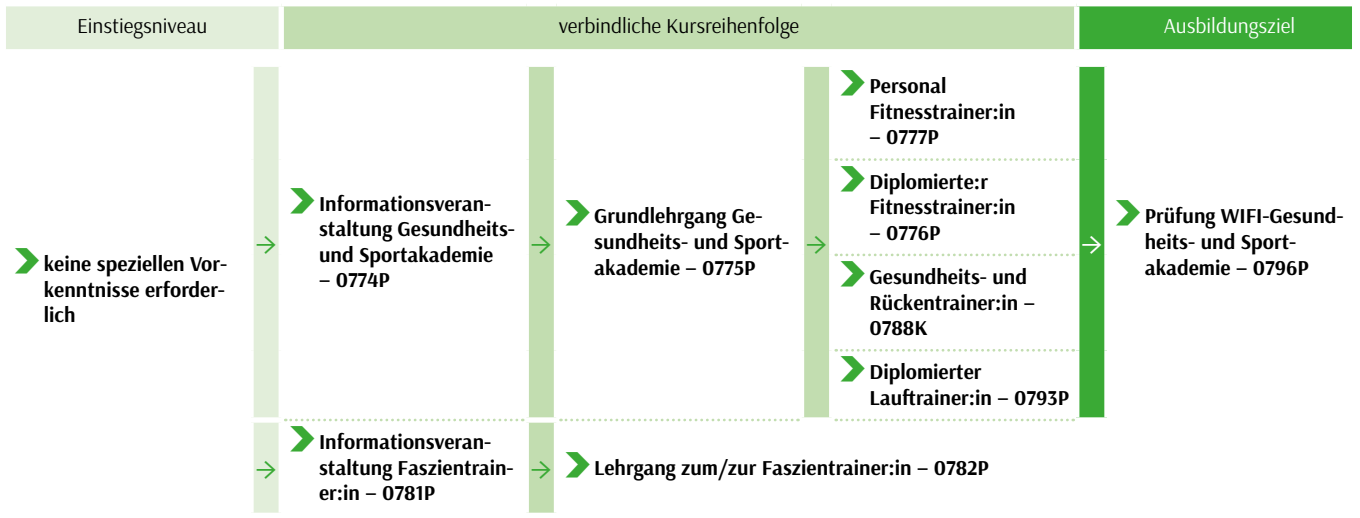 Einstiegsniveau
verbindliche Kursreihenfolge
Ausbildungsziel
keine speziellen Vor-
kenntnisse erforder-
lich
Informationsveran-
staltung Gesundheits-
und Sportakademie
– 0774P
Grundlehrgang Ge-
sundheits- und Sport-
akademie – 0775P
Personal
Fitnesstrainer:in
– 0777P
Diplomierte:r
Fitnesstrainer:in
– 0776P
Gesundheits- und
Rückentrainer:in –
0788K
Diplomierter
Lauftrainer:in – 0793P
Prüfung WIFI-Gesund-
heits- und Sport-
akademie – 0796P
Informationsveran-
staltung Faszientrain-
er:in – 0781P
Lehrgang zum/zur Faszientrainer:in – 0782P